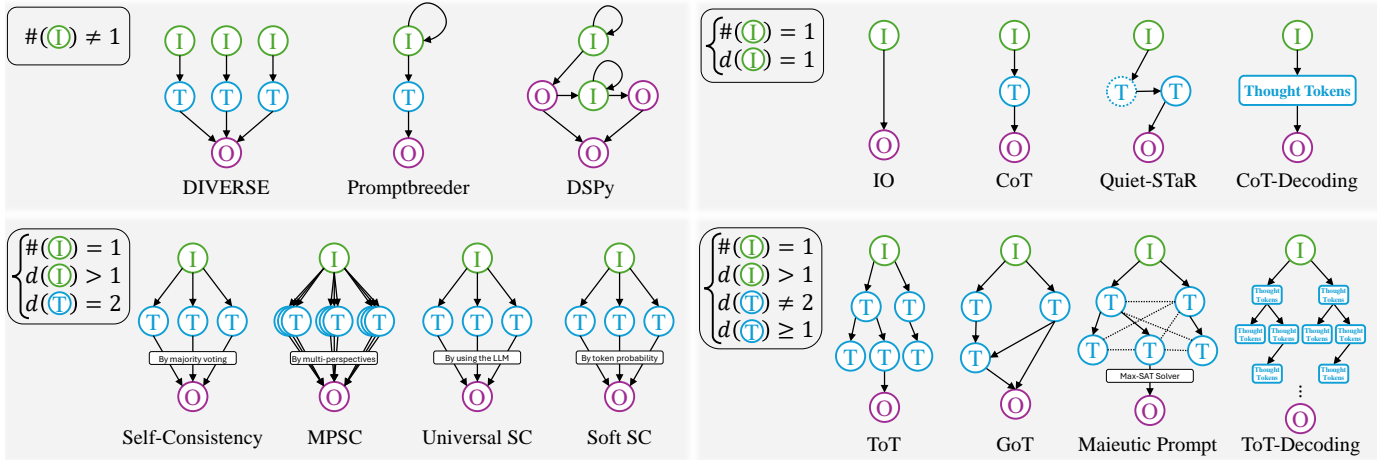 #(I) ≠ 1
I I I
T T T
O
DIVERSE
I
T
O
Promptbreeder
I
O I O
O
DSPy
{ #(I) = 1
d(I) = 1
I
O
IO
I
T
O
CoT
I
T T
O
Quiet-STaR
I
Thought Tokens
O
CoT-Decoding
{ #(I) = 1
d(I) > 1
d(T) = 2
I
T T T
By majority voting
O
Self-Consistency
I
T T T
By multi-perspectives
O
MPSC
I
T T T
By using the LLM
O
Universal SC
I
T T T
By token probability
O
Soft SC
{ #(I) = 1
d(I) > 1
d(T) ≠ 2
d(T) ≥ 1
I
T T
T T T
O
ToT
I
T T
T
O
GoT
I
T T
T T T
Max-SAT Solver
O
Maieutic Prompt
I
Thought Tokens Thought Tokens
Thought Tokens Thought Tokens Thought Tokens Thought Tokens
Thought Tokens Thought Tokens
⋮
O
ToT-Decoding